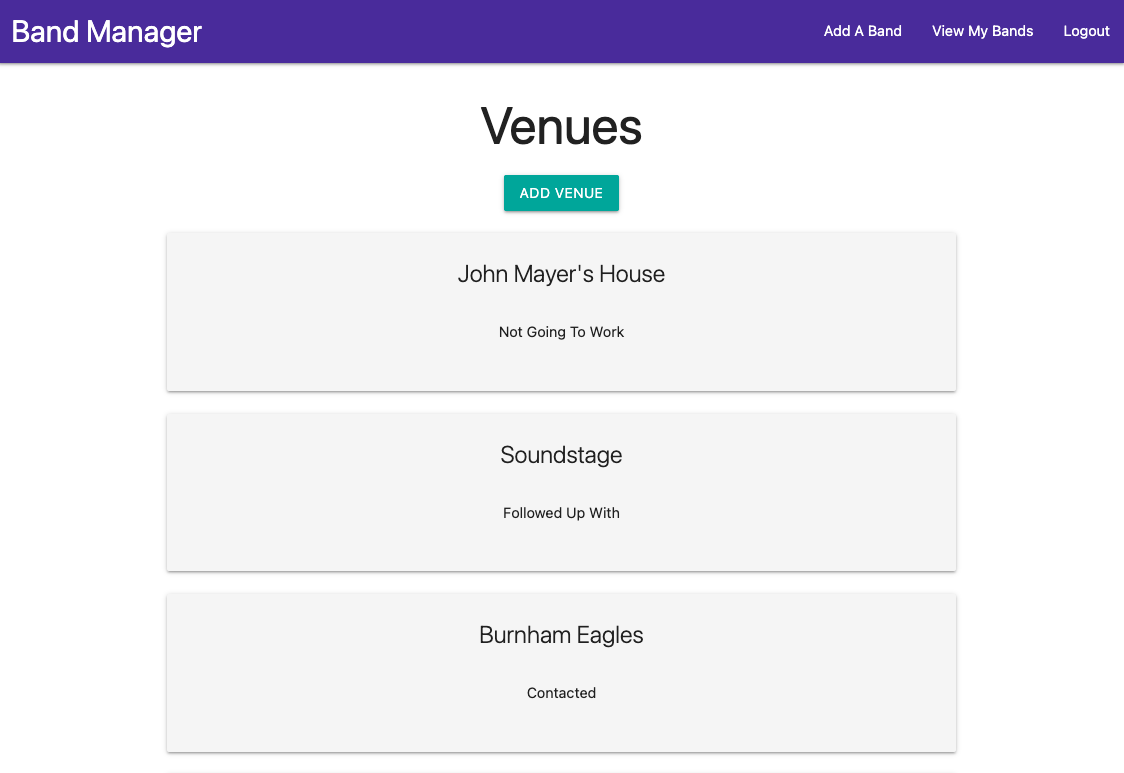 Band Manager
Add A Band
View My Bands
Logout
Venues
ADD VENUE
John Mayer's House
Not Going To Work
Soundstage
Followed Up With
Burnham Eagles
Contacted